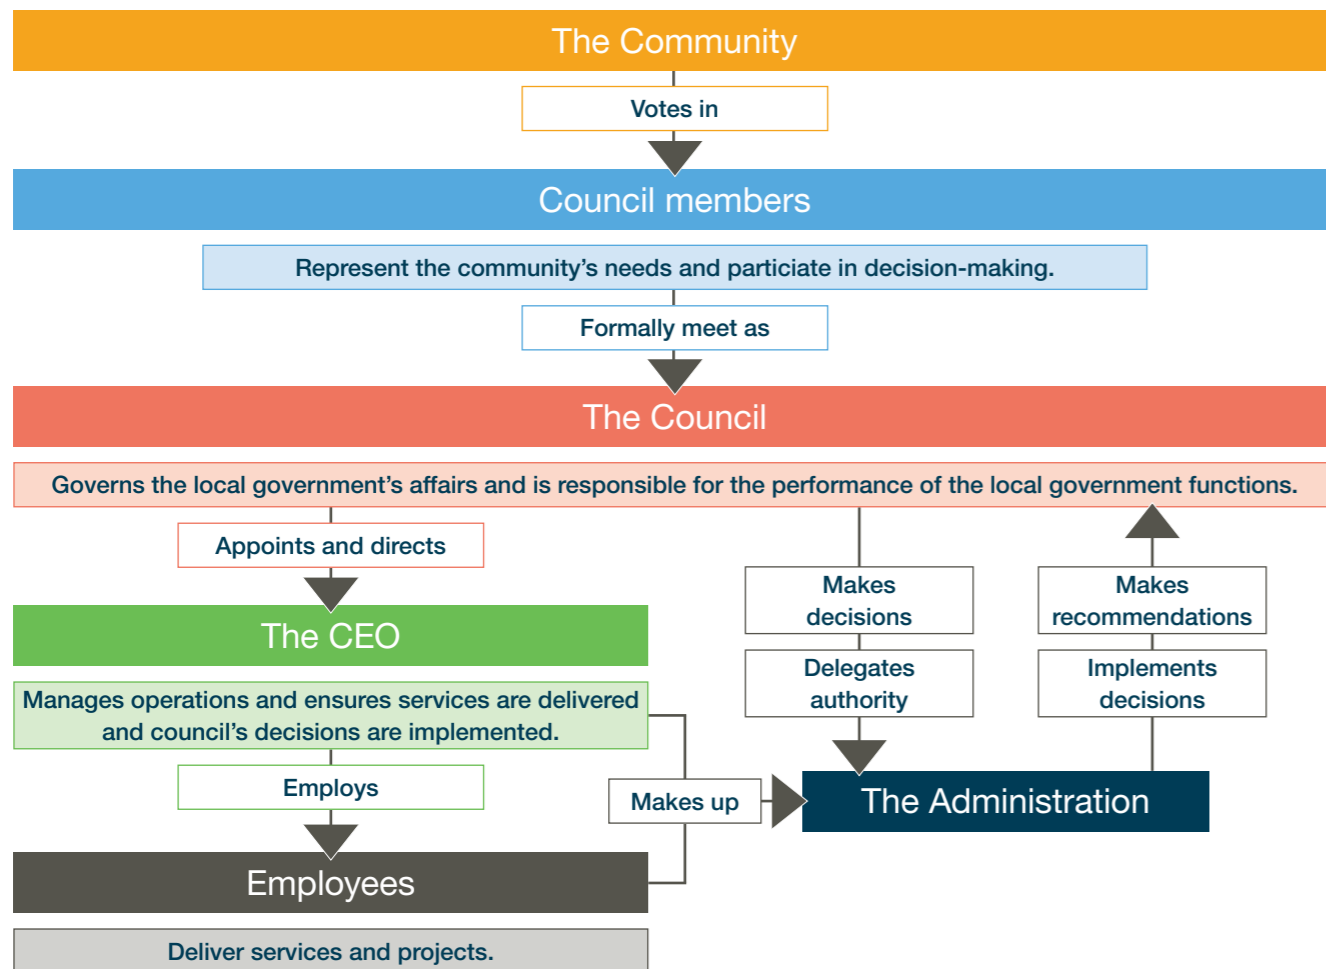 The Community
Votes in
Council members
Represent the community's needs and particiate in decision-making.
Formally meet as
The Council
Governs the local government's affairs and is responsible for the performance of the local government functions.
Appoints and directs
The CEO
Manages operations and ensures services are delivered
and council's decisions are implemented.
Employs
Employees
Deliver services and projects.
Makes up
Makes
decisions
Delegates
authority
The Administration
Makes
recommendations
Implements
decisions